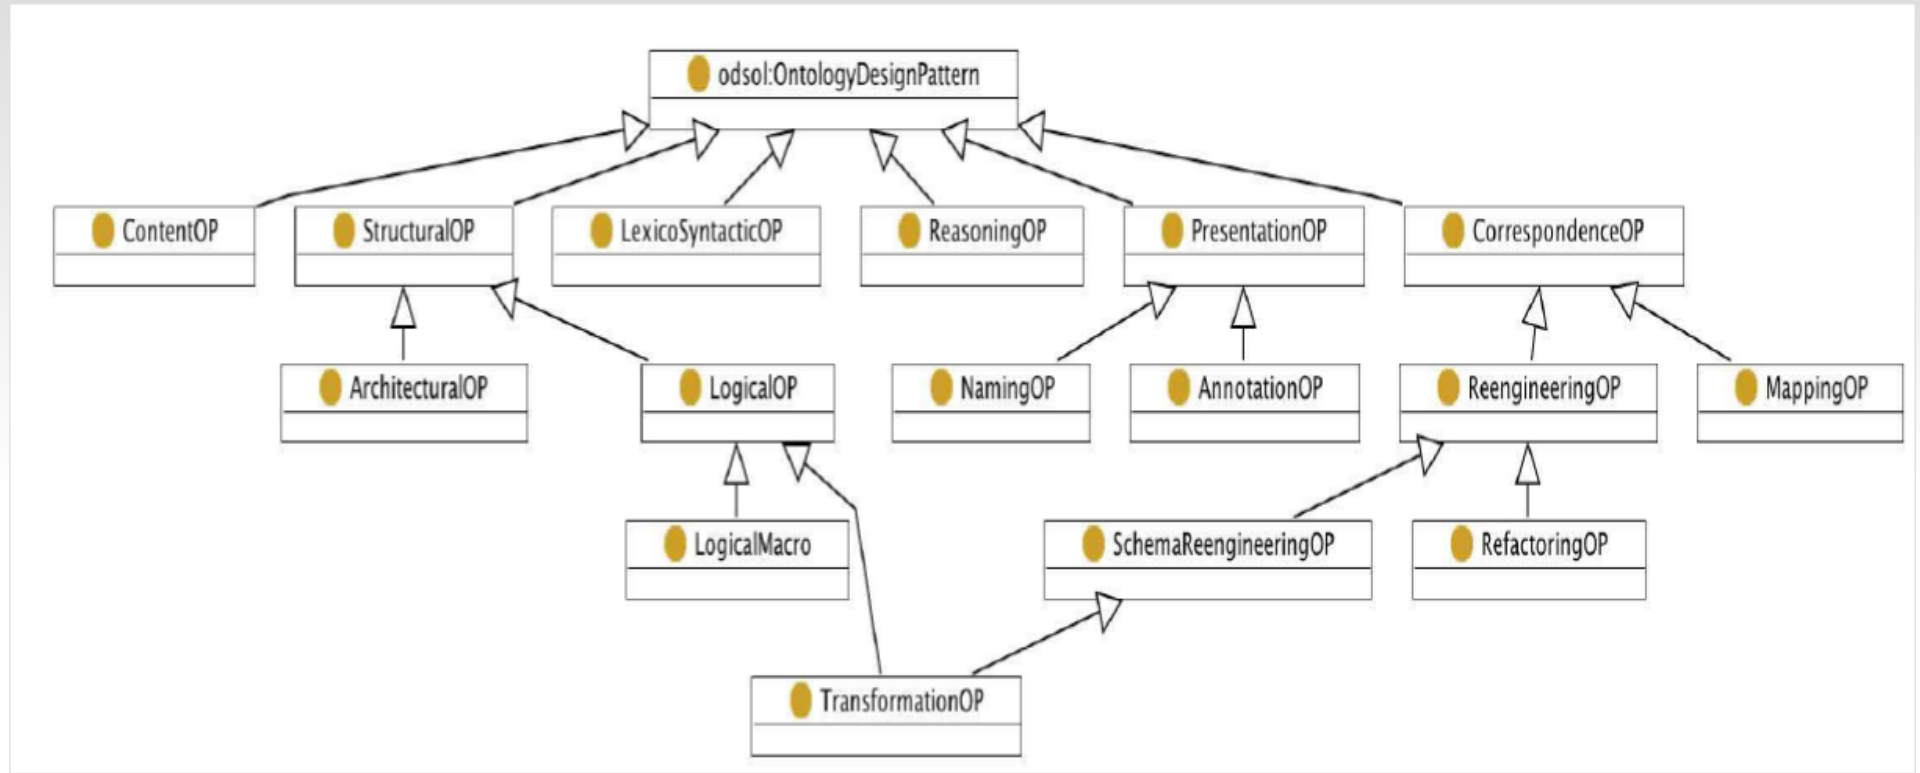 odsol:OntologyDesignPattern
ContentOP
StructuralOP
LexicoSyntacticOP
ReasoningOP
PresentationOP
CorrespondenceOP
ArchitecturalOP
LogicalOP
NamingOP
AnnotationOP
ReengineeringOP
MappingOP
LogicalMacro
SchemaReengineeringOP
RefactoringOP
TransformationOP